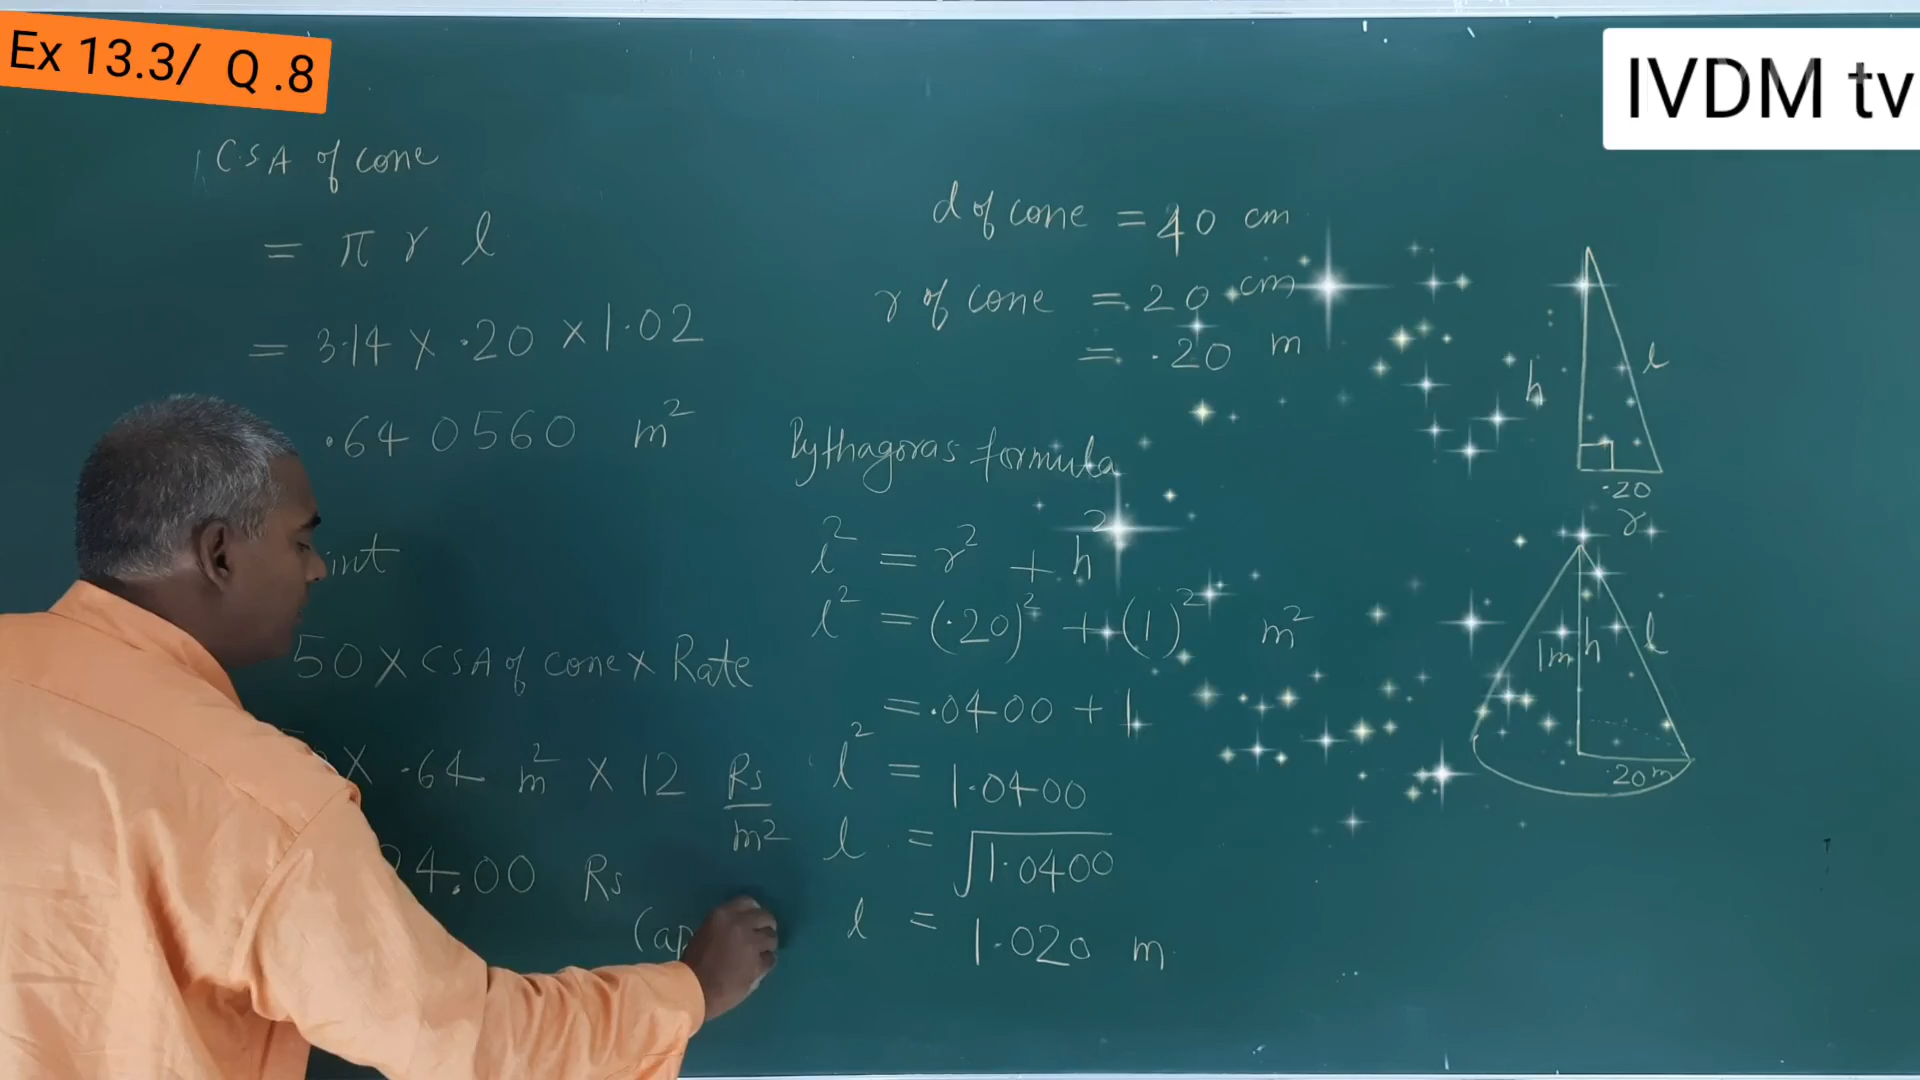 Ex 13.3/ Q.8
IVDM tv
CSA of cone
= π r l
= 3.14 × .20 × 1.02
.640560 m²
int
50 × CSA of cone × Rate
× .64 m² × 12 Rs/m²
4.00 Rs
(ap
d of cone = 40 cm
r of cone = 20 cm
= .20 m
Pythagoras formula
l² = r² + h²
l² = (.20)² + (1)² m²
= .0400 + 1
l² = 1.0400
l = √1.0400
l = 1.020 m
h
l
.20
r
1m h l
.20m